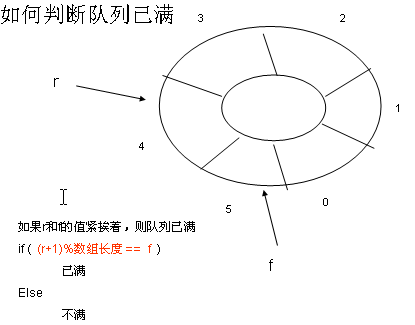 如何判断队列已满
3
2
r
1
4
5
0
f
如果r和f的值紧挨着，则队列已满
if ( (r+1)%数组长度 == f )
已满
Else
不满